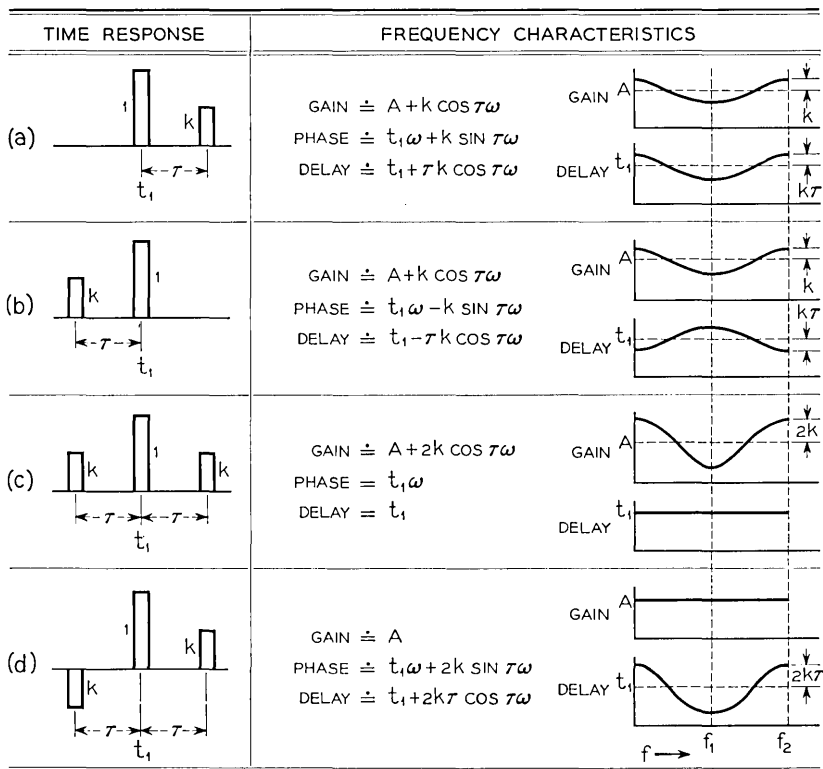 TIME RESPONSE
FREQUENCY CHARACTERISTICS
(a)
1
k
τ
t₁
GAIN ≐ A+k COS τω
PHASE ≐ t₁ω+k SIN τω
DELAY ≐ t₁+τk COS τω
GAIN A
k
DELAY t₁
kτ
(b)
k
1
τ
t₁
GAIN ≐ A+k COS τω
PHASE ≐ t₁ω−k SIN τω
DELAY ≐ t₁−τk COS τω
GAIN A
k
DELAY t₁
kτ
(c)
k
1
k
τ
τ
t₁
GAIN ≐ A+2k COS τω
PHASE = t₁ω
DELAY = t₁
GAIN A
2k
DELAY t₁
(d)
1
k
k
τ
τ
t₁
GAIN ≐ A
PHASE ≐ t₁ω+2k SIN τω
DELAY ≐ t₁+2kτ COS τω
GAIN A
DELAY t₁
2kτ
f
f₁
f₂